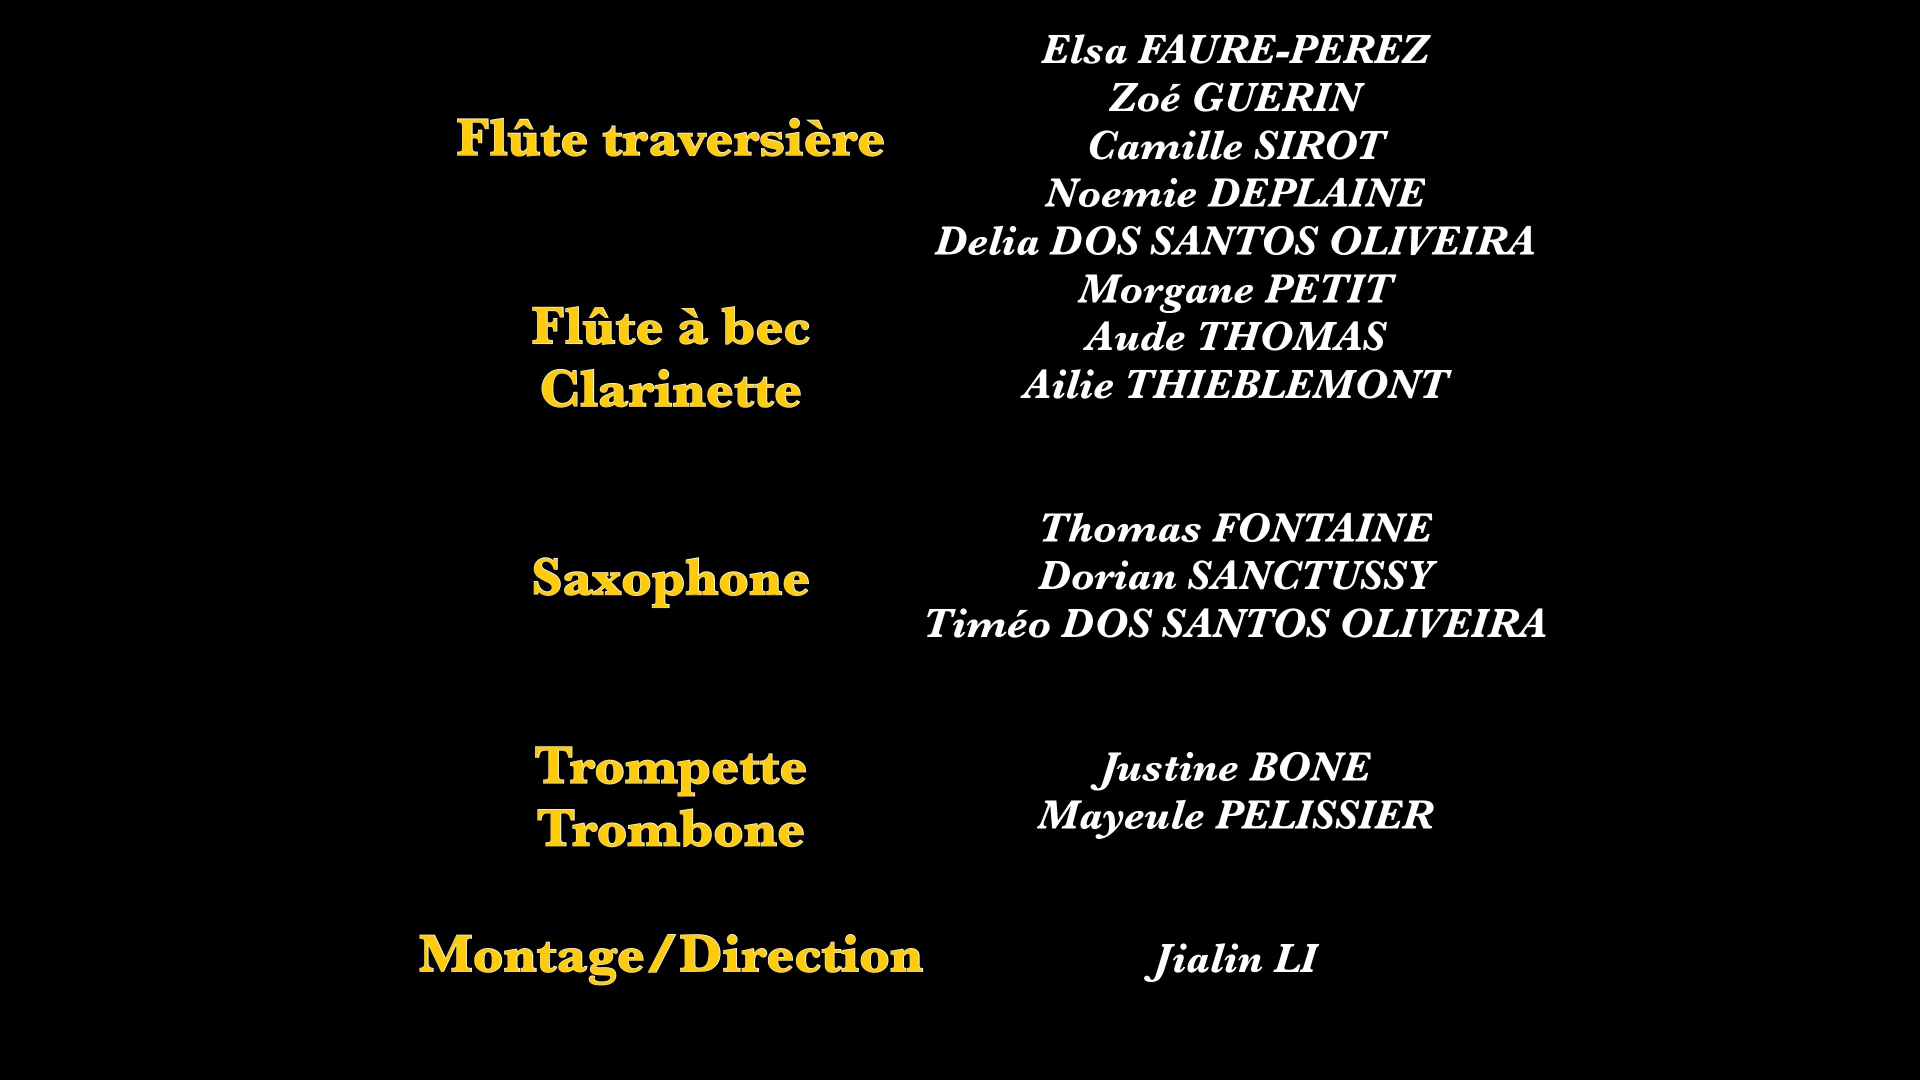 Flûte traversière
Elsa FAURE-PEREZ
Zoé GUERIN
Camille SIROT
Noemie DEPLAINE
Delia DOS SANTOS OLIVEIRA
Morgane PETIT
Flûte à bec
Clarinette
Aude THOMAS
Ailie THIEBLEMONT
Saxophone
Thomas FONTAINE
Dorian SANCTUSSY
Timéo DOS SANTOS OLIVEIRA
Trompette
Trombone
Justine BONE
Mayeule PELISSIER
Montage/Direction
Jialin LI